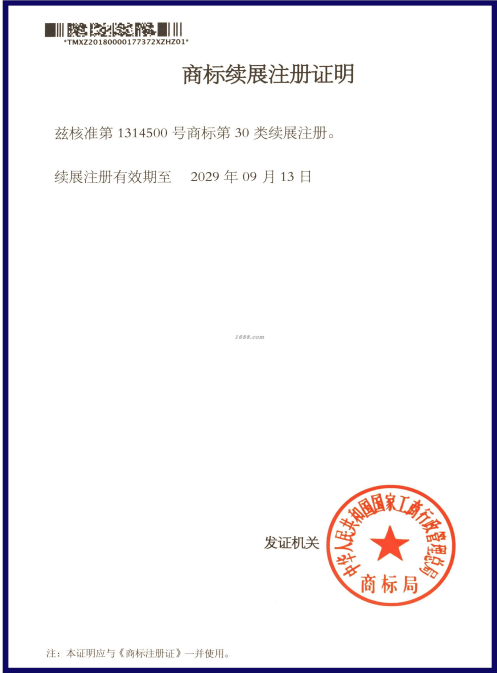 *TMXZ20180000177372XZHZ01*
商标续展注册证明
兹核准第 1314500 号商标第 30 类续展注册。
续展注册有效期至 2029 年 09 月 13 日
1688.com
发证机关
中华人民共和国国家工商行政管理总局
商标局
注：本证明应与《商标注册证》一并使用。